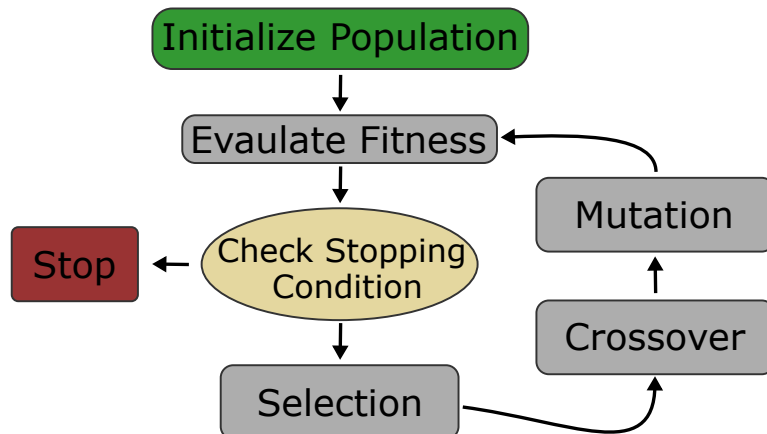 Initialize Population
Evaulate Fitness
Mutation
Check Stopping
Condition
Stop
Crossover
Selection